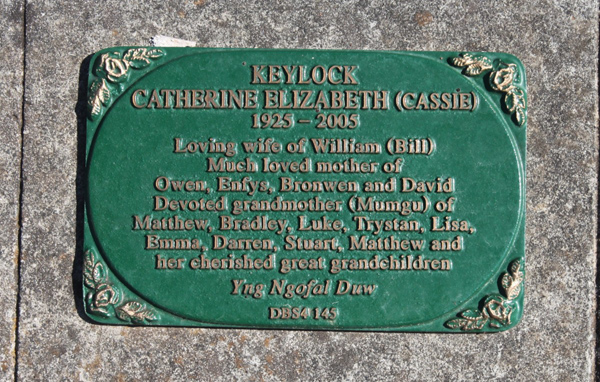 KEYLOCK
CATHERINE ELIZABETH (CASSIE)
1925 – 2005
Loving wife of William (Bill)
Much loved mother of
Owen, Enfys, Bronwen and David
Devoted grandmother (Mumgu) of
Matthew, Bradley, Luke, Trystan, Lisa,
Emma, Darren, Stuart, Matthew and
her cherished great grandchildren
Yng Ngofal Duw
DBS4 145